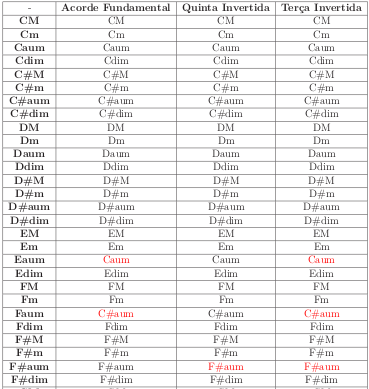 - Acorde Fundamental Quinta Invertida Terça Invertida
CM CM CM CM
Cm Cm Cm Cm
Caum Caum Caum Caum
Cdim Cdim Cdim Cdim
C#M C#M C#M C#M
C#m C#m C#m C#m
C#aum C#aum C#aum C#aum
C#dim C#dim C#dim C#dim
DM DM DM DM
Dm Dm Dm Dm
Daum Daum Daum Daum
Ddim Ddim Ddim Ddim
D#M D#M D#M D#M
D#m D#m D#m D#m
D#aum D#aum D#aum D#aum
D#dim D#dim D#dim D#dim
EM EM EM EM
Em Em Em Em
Eaum Caum Caum Caum
Edim Edim Edim Edim
FM FM FM FM
Fm Fm Fm Fm
Faum C#aum C#aum C#aum
Fdim Fdim Fdim Fdim
F#M F#M F#M F#M
F#m F#m F#m F#m
F#aum F#aum F#aum F#aum
F#dim F#dim F#dim F#dim